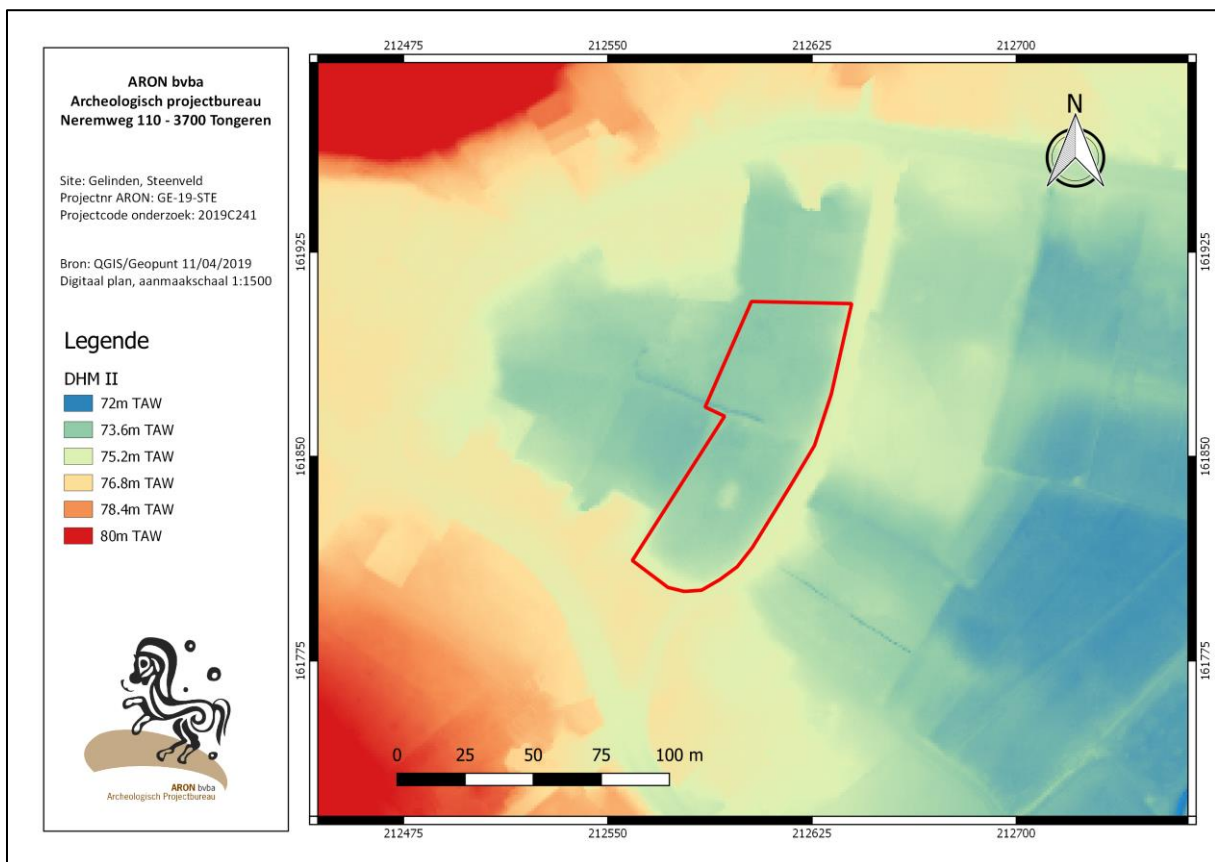 ARON bvba
Archeologisch projectbureau
Neremweg 110 - 3700 Tongeren
Site: Gelinden, Steenveld
Projectnr ARON: GE-19-STE
Projectcode onderzoek: 2019C241
Bron: QGIS/Geopunt 11/04/2019
Digitaal plan, aanmaakschaal 1:1500
Legende
DHM II
72m TAW
73.6m TAW
75.2m TAW
76.8m TAW
78.4m TAW
80m TAW
ARON bvba
Archeologisch Projectbureau
212475 212550 212625 212700
161925 161925
161850 161850
161775 161775
N
0 25 50 75 100 m
212475 212550 212625 212700